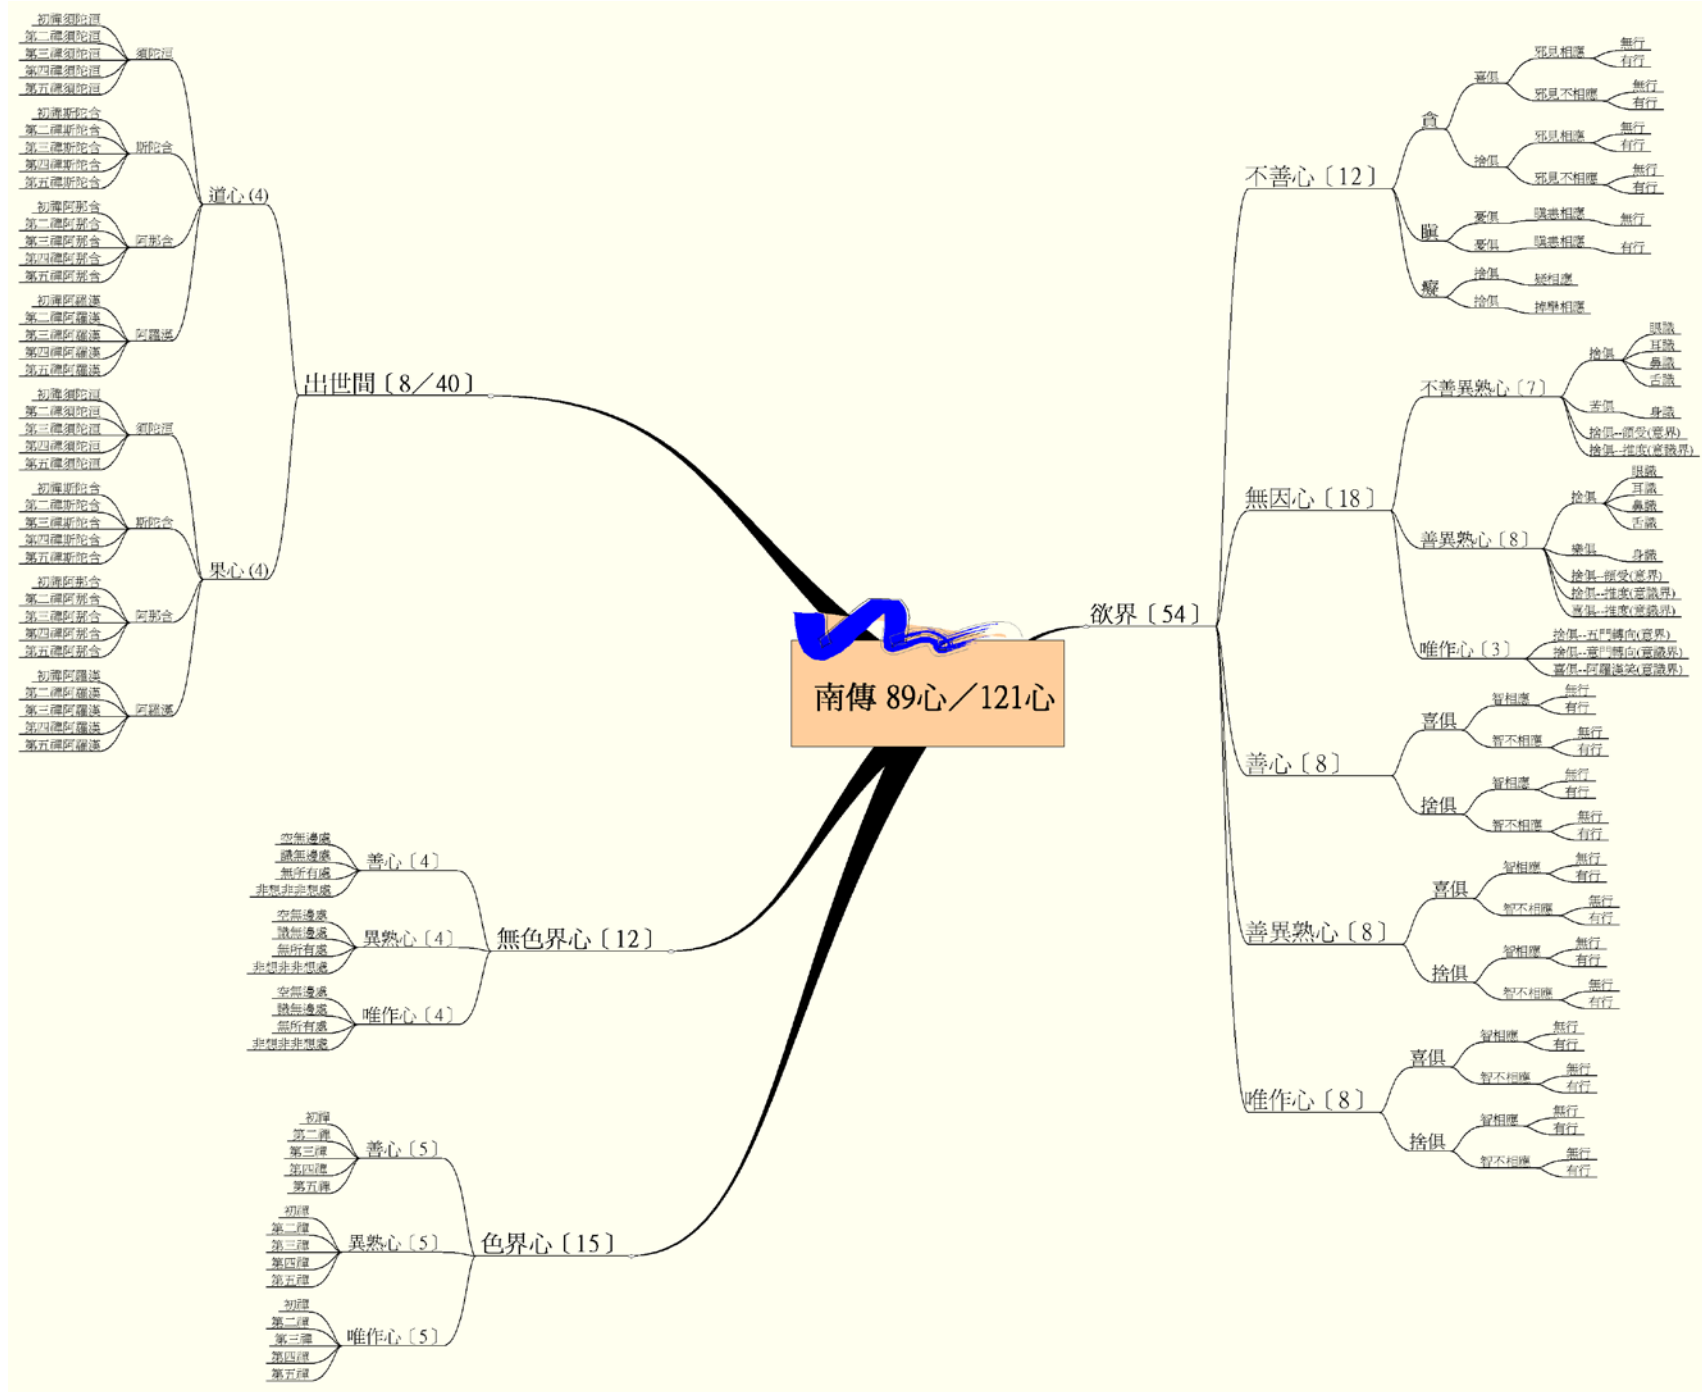 南傳 89心／121心
欲界〔54〕
不善心〔12〕
貪
喜俱
邪見相應
無行
有行
邪見不相應
無行
有行
捨俱
邪見相應
無行
有行
邪見不相應
無行
有行
瞋
憂俱
瞋恚相應
無行
憂俱
瞋恚相應
有行
癡
捨俱
疑相應
捨俱
掉舉相應
無因心〔18〕
不善異熟心〔7〕
捨俱
眼識
耳識
鼻識
舌識
苦俱
身識
捨俱--領受(意界)
捨俱--推度(意識界)
善異熟心〔8〕
捨俱
眼識
耳識
鼻識
舌識
樂俱
身識
捨俱--領受(意界)
捨俱--推度(意識界)
喜俱--推度(意識界)
唯作心〔3〕
捨俱--五門轉向(意界)
捨俱--意門轉向(意識界)
喜俱--阿羅漢笑(意識界)
善心〔8〕
喜俱
智相應
無行
有行
智不相應
無行
有行
捨俱
智相應
無行
有行
智不相應
無行
有行
善異熟心〔8〕
喜俱
智相應
無行
有行
智不相應
無行
有行
捨俱
智相應
無行
有行
智不相應
無行
有行
唯作心〔8〕
喜俱
智相應
無行
有行
智不相應
無行
有行
捨俱
智相應
無行
有行
智不相應
無行
有行
出世間〔8／40〕
道心 (4)
須陀洹
初禪須陀洹
第二禪須陀洹
第三禪須陀洹
第四禪須陀洹
第五禪須陀洹
斯陀含
初禪斯陀含
第二禪斯陀含
第三禪斯陀含
第四禪斯陀含
第五禪斯陀含
阿那含
初禪阿那含
第二禪阿那含
第三禪阿那含
第四禪阿那含
第五禪阿那含
阿羅漢
初禪阿羅漢
第二禪阿羅漢
第三禪阿羅漢
第四禪阿羅漢
第五禪阿羅漢
果心 (4)
須陀洹
初禪須陀洹
第二禪須陀洹
第三禪須陀洹
第四禪須陀洹
第五禪須陀洹
斯陀含
初禪斯陀含
第二禪斯陀含
第三禪斯陀含
第四禪斯陀含
第五禪斯陀含
阿那含
初禪阿那含
第二禪阿那含
第三禪阿那含
第四禪阿那含
第五禪阿那含
阿羅漢
初禪阿羅漢
第二禪阿羅漢
第三禪阿羅漢
第四禪阿羅漢
第五禪阿羅漢
無色界心〔12〕
善心〔4〕
空無邊處
識無邊處
無所有處
非想非非想處
異熟心〔4〕
空無邊處
識無邊處
無所有處
非想非非想處
唯作心〔4〕
空無邊處
識無邊處
無所有處
非想非非想處
色界心〔15〕
善心〔5〕
初禪
第二禪
第三禪
第四禪
第五禪
異熟心〔5〕
初禪
第二禪
第三禪
第四禪
第五禪
唯作心〔5〕
初禪
第二禪
第三禪
第四禪
第五禪